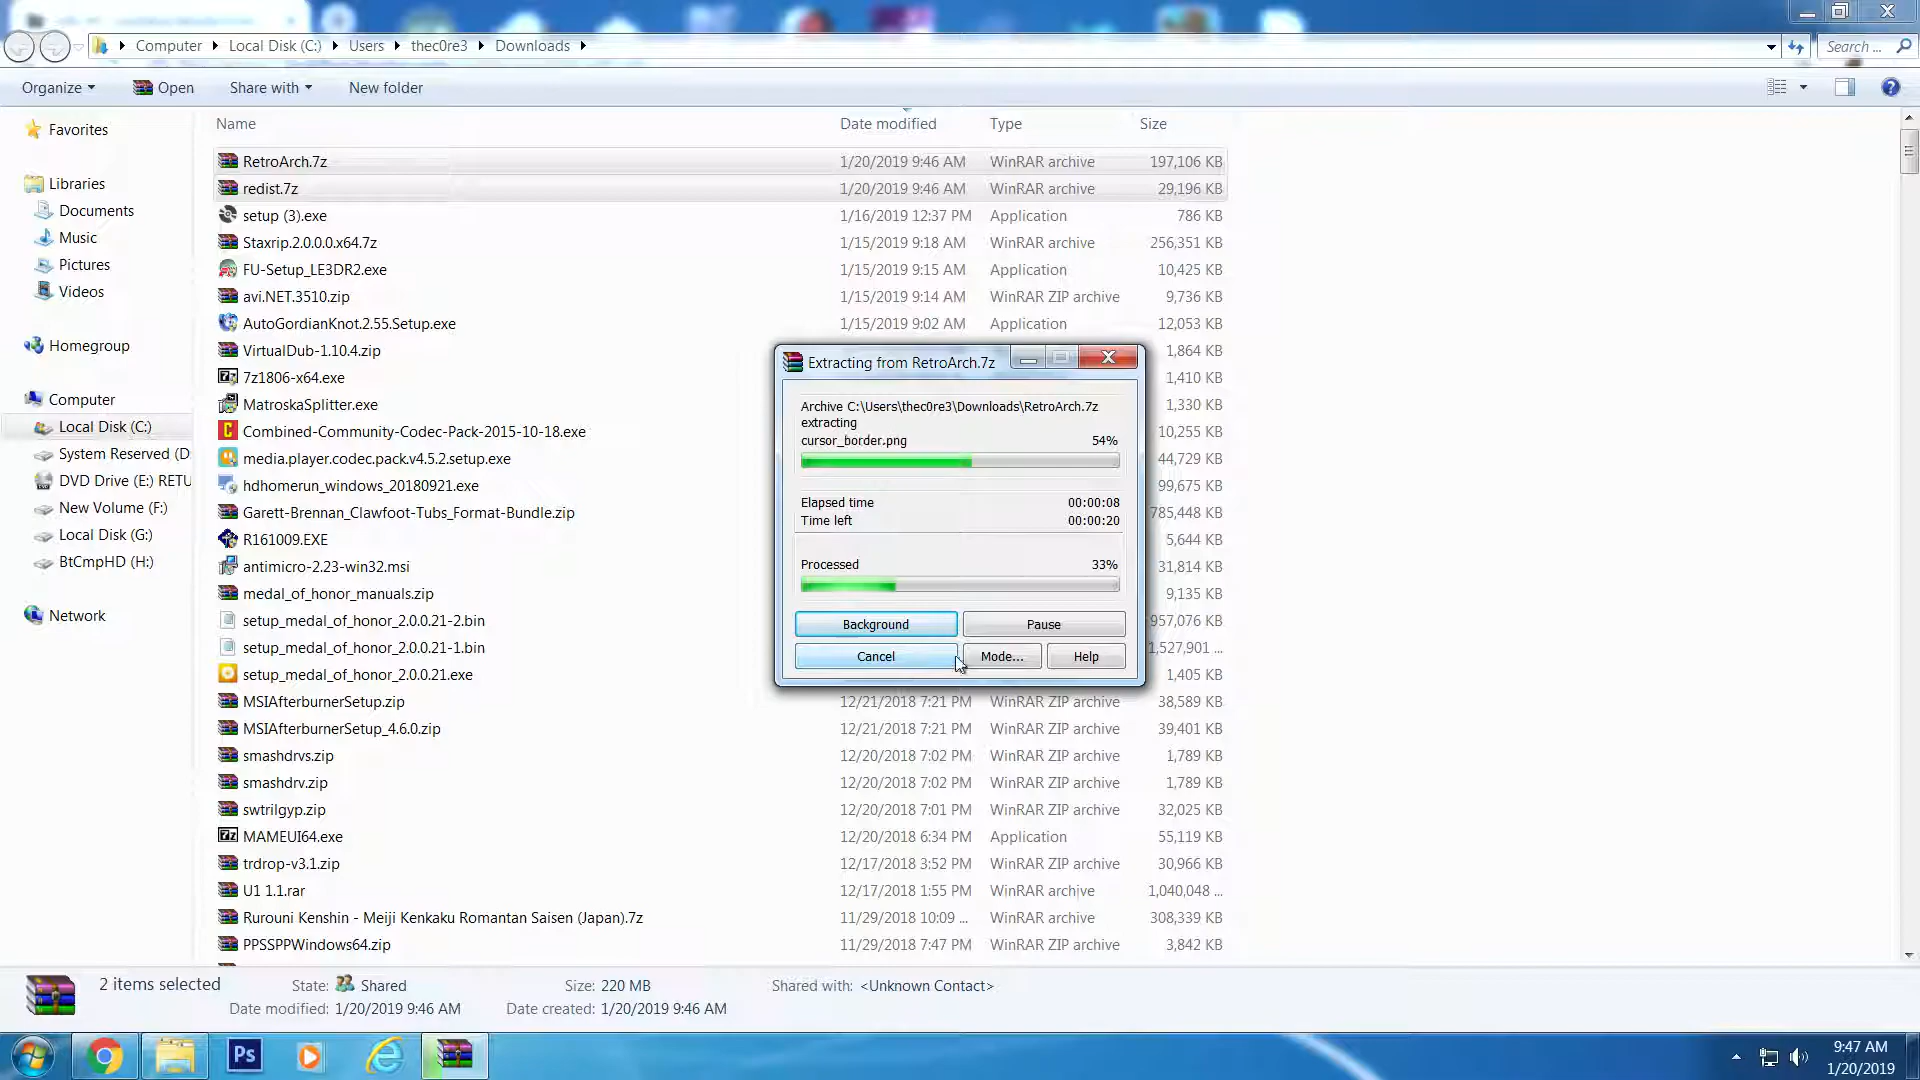 Computer Local Disk (C:) Users thec0re3 Downloads
Search ...
Organize Open Share with New folder
Name Date modified Type Size
Favorites
Libraries
Documents
Music
Pictures
Videos
Homegroup
Computer
Local Disk (C:)
System Reserved (D
DVD Drive (E:) RETU
New Volume (F:)
Local Disk (G:)
BtCmpHD (H:)
Network
RetroArch.7z 1/20/2019 9:46 AM WinRAR archive 197,106 KB
redist.7z 1/20/2019 9:46 AM WinRAR archive 29,196 KB
setup (3).exe 1/16/2019 12:37 PM Application 786 KB
Staxrip.2.0.0.0.x64.7z 1/15/2019 9:18 AM WinRAR archive 256,351 KB
FU-Setup_LE3DR2.exe 1/15/2019 9:15 AM Application 10,425 KB
avi.NET.3510.zip 1/15/2019 9:14 AM WinRAR ZIP archive 9,736 KB
AutoGordianKnot.2.55.Setup.exe 1/15/2019 9:02 AM Application 12,053 KB
VirtualDub-1.10.4.zip 1,864 KB
7z1806-x64.exe 1,410 KB
MatroskaSplitter.exe 1,330 KB
Combined-Community-Codec-Pack-2015-10-18.exe 10,255 KB
media.player.codec.pack.v4.5.2.setup.exe 44,729 KB
hdhomerun_windows_20180921.exe 99,675 KB
Garett-Brennan_Clawfoot-Tubs_Format-Bundle.zip 785,448 KB
R161009.EXE 5,644 KB
antimicro-2.23-win32.msi 31,814 KB
medal_of_honor_manuals.zip 9,135 KB
setup_medal_of_honor_2.0.0.21-2.bin 957,076 KB
setup_medal_of_honor_2.0.0.21-1.bin 1,527,901 ...
setup_medal_of_honor_2.0.0.21.exe 1,405 KB
MSIAfterburnerSetup.zip 12/21/2018 7:21 PM WinRAR ZIP archive 38,589 KB
MSIAfterburnerSetup_4.6.0.zip 12/21/2018 7:21 PM WinRAR ZIP archive 39,401 KB
smashdrvs.zip 12/20/2018 7:02 PM WinRAR ZIP archive 1,789 KB
smashdrv.zip 12/20/2018 7:02 PM WinRAR ZIP archive 1,789 KB
swtrilgyp.zip 12/20/2018 7:01 PM WinRAR ZIP archive 32,025 KB
MAMEUI64.exe 12/20/2018 6:34 PM Application 55,119 KB
trdrop-v3.1.zip 12/17/2018 3:52 PM WinRAR ZIP archive 30,966 KB
U1 1.1.rar 12/17/2018 1:55 PM WinRAR archive 1,040,048 ...
Rurouni Kenshin - Meiji Kenkaku Romantan Saisen (Japan).7z 11/29/2018 10:09 ... WinRAR archive 308,339 KB
PPSSPPWindows64.zip 11/29/2018 7:47 PM WinRAR ZIP archive 3,842 KB
Extracting from RetroArch.7z
Archive C:\Users\thec0re3\Downloads\RetroArch.7z
extracting
cursor_border.png 54%
Elapsed time 00:00:08
Time left 00:00:20
Processed 33%
Background Pause
Cancel Mode... Help
2 items selected State: Shared Size: 220 MB Shared with: <Unknown Contact>
Date modified: 1/20/2019 9:46 AM Date created: 1/20/2019 9:46 AM
Ps
9:47 AM
1/20/2019